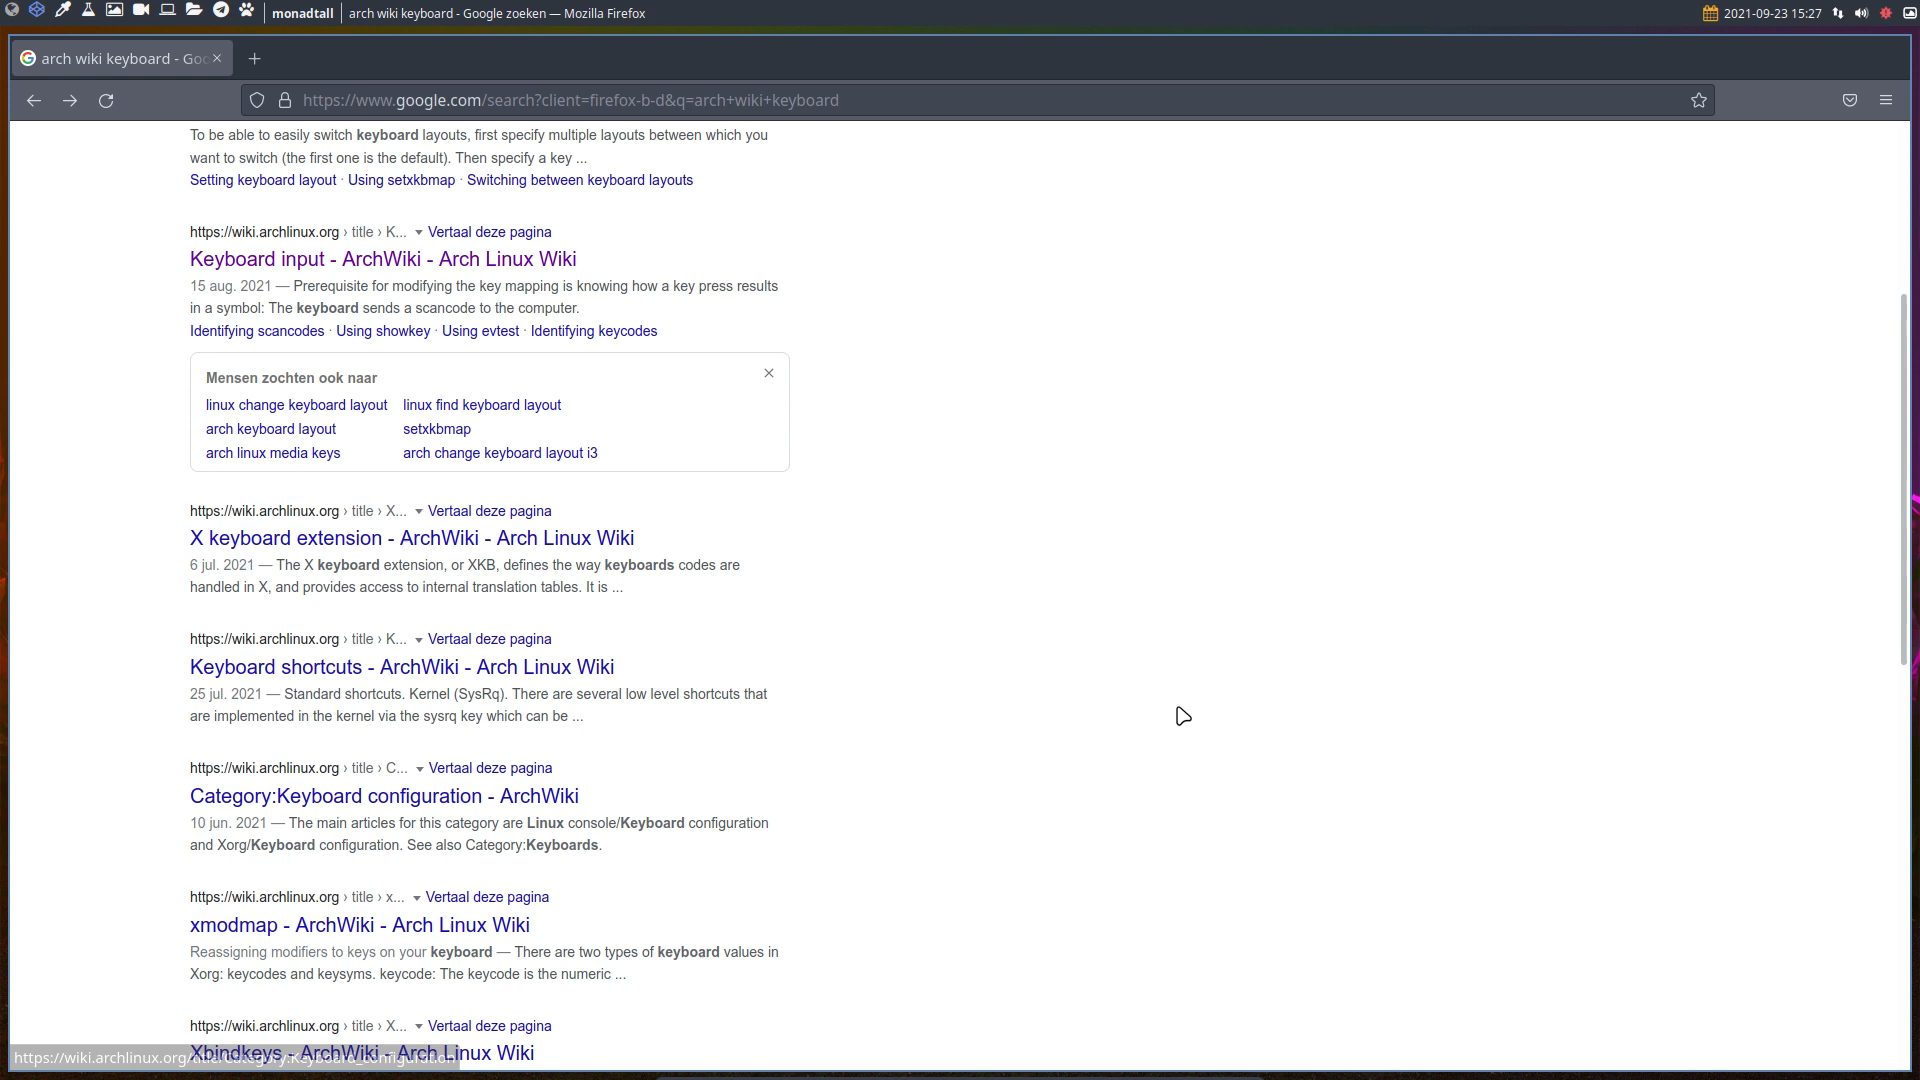 monadtall arch wiki keyboard - Google zoeken — Mozilla Firefox 2021-09-23 15:27
arch wiki keyboard - Goo
https://www.google.com/search?client=firefox-b-d&q=arch+wiki+keyboard
To be able to easily switch keyboard layouts, first specify multiple layouts between which you
want to switch (the first one is the default). Then specify a key ...
Setting keyboard layout · Using setxkbmap · Switching between keyboard layouts
https://wiki.archlinux.org › title › K... Vertaal deze pagina
Keyboard input - ArchWiki - Arch Linux Wiki
15 aug. 2021 — Prerequisite for modifying the key mapping is knowing how a key press results
in a symbol: The keyboard sends a scancode to the computer.
Identifying scancodes · Using showkey · Using evtest · Identifying keycodes
Mensen zochten ook naar
linux change keyboard layout linux find keyboard layout
arch keyboard layout setxkbmap
arch linux media keys arch change keyboard layout i3
https://wiki.archlinux.org › title › X... Vertaal deze pagina
X keyboard extension - ArchWiki - Arch Linux Wiki
6 jul. 2021 — The X keyboard extension, or XKB, defines the way keyboards codes are
handled in X, and provides access to internal translation tables. It is ...
https://wiki.archlinux.org › title › K... Vertaal deze pagina
Keyboard shortcuts - ArchWiki - Arch Linux Wiki
25 jul. 2021 — Standard shortcuts. Kernel (SysRq). There are several low level shortcuts that
are implemented in the kernel via the sysrq key which can be ...
https://wiki.archlinux.org › title › C... Vertaal deze pagina
Category:Keyboard configuration - ArchWiki
10 jun. 2021 — The main articles for this category are Linux console/Keyboard configuration
and Xorg/Keyboard configuration. See also Category:Keyboards.
https://wiki.archlinux.org › title › x... Vertaal deze pagina
xmodmap - ArchWiki - Arch Linux Wiki
Reassigning modifiers to keys on your keyboard — There are two types of keyboard values in
Xorg: keycodes and keysyms. keycode: The keycode is the numeric ...
https://wiki.archlinux.org › title › X... Vertaal deze pagina
Xbindkeys - ArchWiki - Arch Linux Wiki
https://wiki.archlinux.org/title/Category:Keyboard_configuration